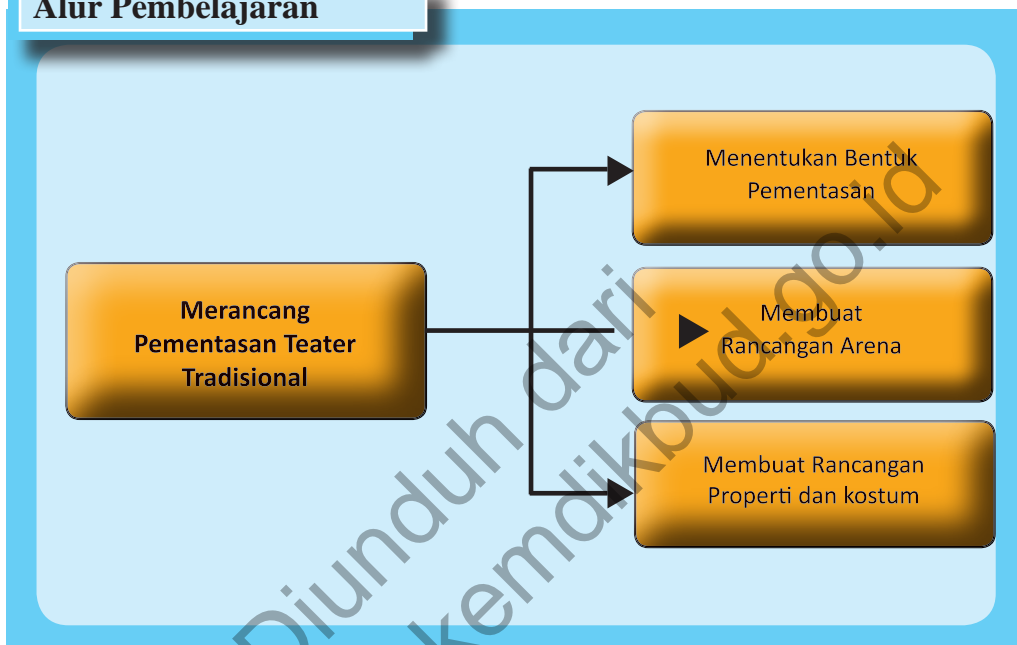 Alur Pembelajaran
Menentukan Bentuk
Pementasan
Merancang
Pementasan Teater
Tradisional
Membuat
Rancangan Arena
Membuat Rancangan
Properti dan kostum
Diunduh dari
kemdikbud.go.id